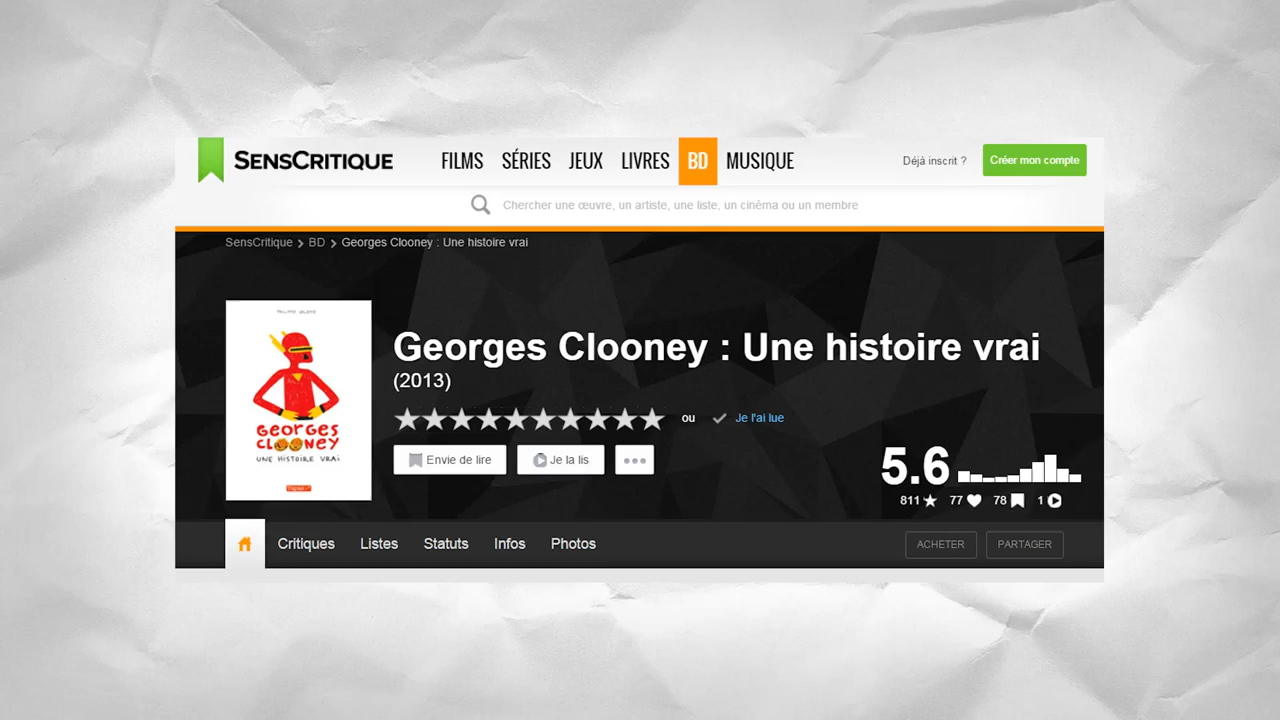 SENSCRITIQUE
FILMS SÉRIES JEUX LIVRES BD MUSIQUE
Déjà inscrit ?
Créer mon compte
Chercher une œuvre, un artiste, une liste, un cinéma ou un membre
SensCritique > BD > Georges Clooney : Une histoire vrai
GEORGES
CLOONEY
UNE HISTOIRE VRAI
Georges Clooney : Une histoire vrai
(2013)
ou Je l'ai lue
Envie de lire
Je la lis
5.6
811 77 78 1
Critiques Listes Statuts Infos Photos
ACHETER PARTAGER